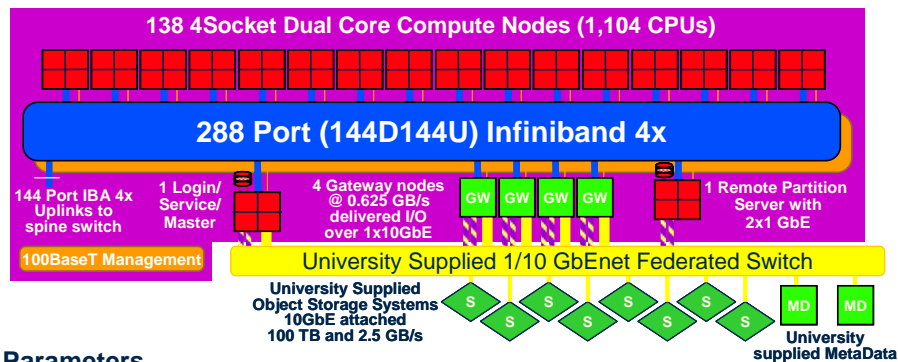 138 4Socket Dual Core Compute Nodes (1,104 CPUs)
288 Port (144D144U) Infiniband 4x
144 Port IBA 4x
Uplinks to
spine switch
1 Login/
Service/
Master
4 Gateway nodes
@ 0.625 GB/s
delivered I/O
over 1x10GbE
GW GW GW GW
1 Remote Partition
Server with
2x1 GbE
100BaseT Management
University Supplied 1/10 GbEnet Federated Switch
University Supplied
Object Storage Systems
10GbE attached
100 TB and 2.5 GB/s
S S S S
S S S S
MD MD
University
supplied MetaData
Parameters